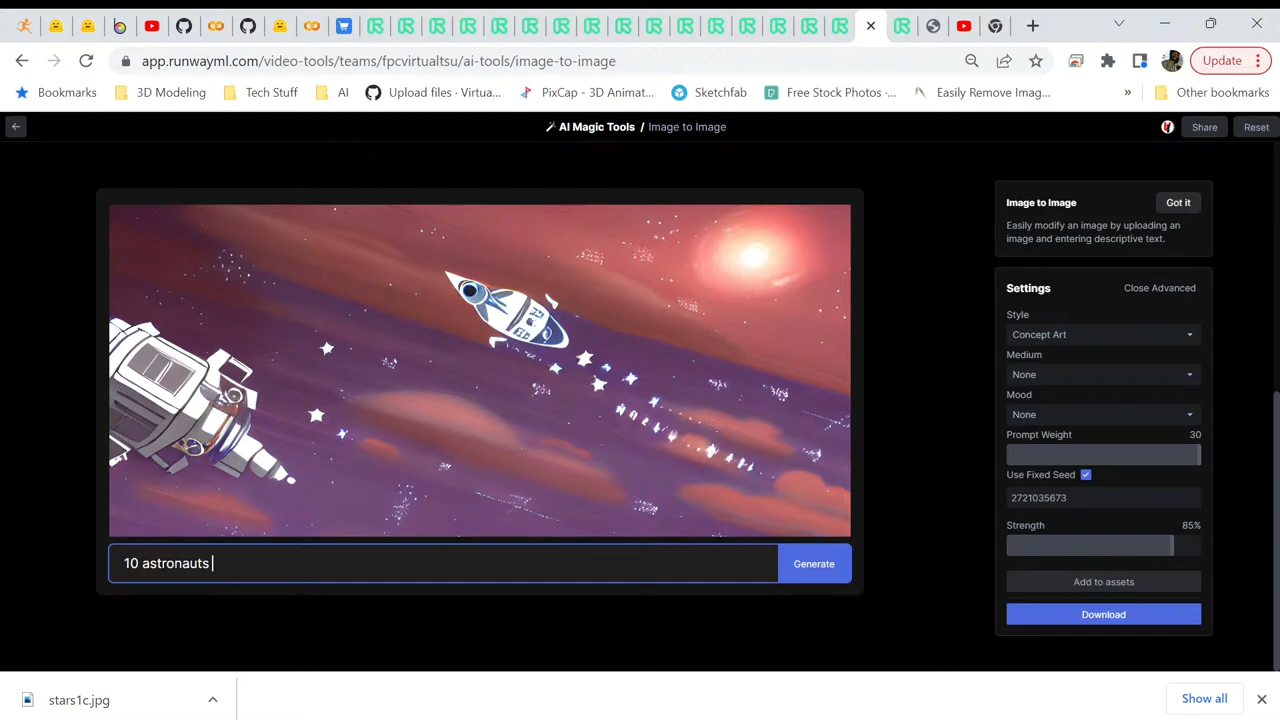 Update
app.runwayml.com/video-tools/teams/fpcvirtualtsu/ai-tools/image-to-image
Bookmarks
3D Modeling
Tech Stuff
AI
Upload files · Virtua...
PixCap - 3D Animat...
Sketchfab
Free Stock Photos ·...
Easily Remove Imag...
»
Other bookmarks
AI Magic Tools / Image to Image
Share
Reset
Image to Image
Got it
Easily modify an image by uploading an
image and entering descriptive text.
Settings
Close Advanced
Style
Concept Art
Medium
None
Mood
None
Prompt Weight 30
Use Fixed Seed
2721035673
Strength 85%
10 astronauts
Generate
Add to assets
Download
stars1c.jpg
Show all